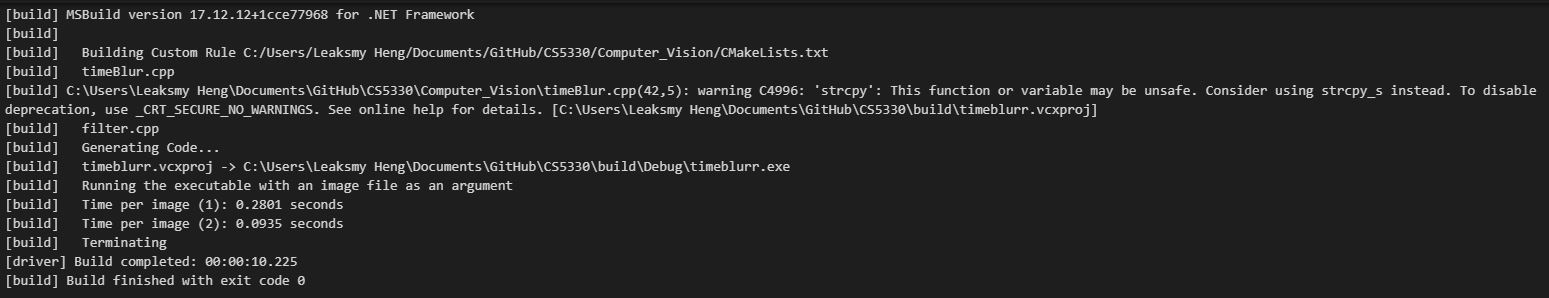 [build] MSBuild version 17.12.12+1cce77968 for .NET Framework
[build]
[build]   Building Custom Rule C:/Users/Leaksmy Heng/Documents/GitHub/CS5330/Computer_Vision/CMakeLists.txt
[build]   timeBlur.cpp
[build] C:\Users\Leaksmy Heng\Documents\GitHub\CS5330\Computer_Vision\timeBlur.cpp(42,5): warning C4996: 'strcpy': This function or variable may be unsafe. Consider using strcpy_s instead. To disable
deprecation, use _CRT_SECURE_NO_WARNINGS. See online help for details. [C:\Users\Leaksmy Heng\Documents\GitHub\CS5330\build\timeblurr.vcxproj]
[build]   filter.cpp
[build]   Generating Code...
[build]   timeblurr.vcxproj -> C:\Users\Leaksmy Heng\Documents\GitHub\CS5330\build\Debug\timeblurr.exe
[build]   Running the executable with an image file as an argument
[build]   Time per image (1): 0.2801 seconds
[build]   Time per image (2): 0.0935 seconds
[build]   Terminating
[driver] Build completed: 00:00:10.225
[build] Build finished with exit code 0